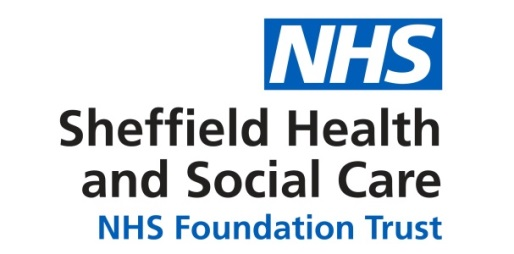 NHS
Sheffield Health
and Social Care
NHS Foundation Trust